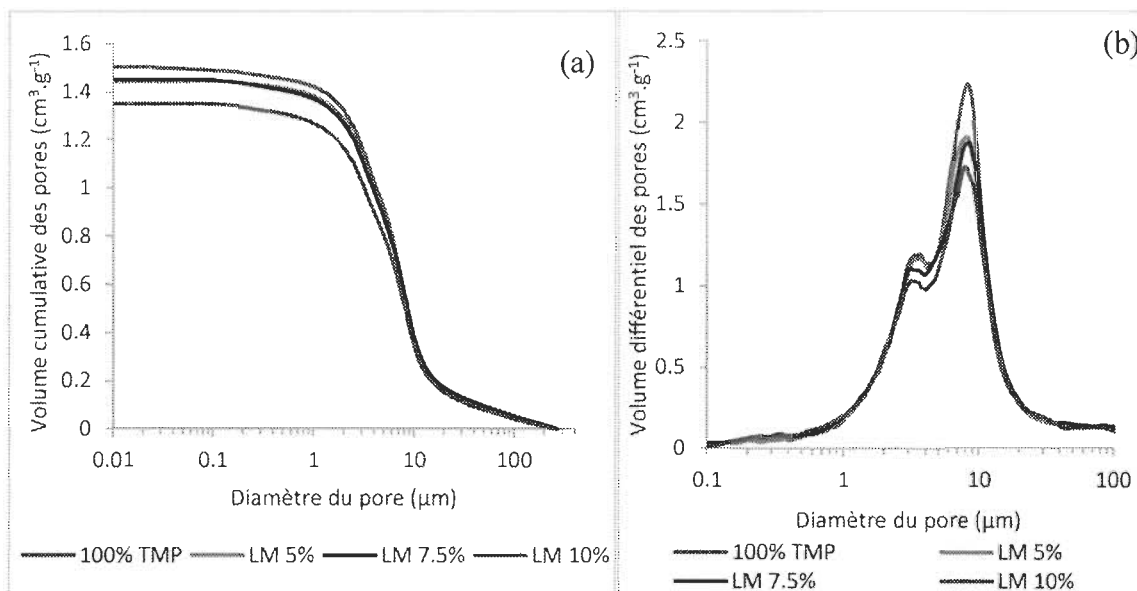 (a)
Volume cumulative des pores (cm³.g⁻¹)
1.6
1.4
1.2
1
0.8
0.6
0.4
0.2
0
0.01
0.1
1
10
100
Diamètre du pore (µm)
100% TMP
LM 5%
LM 7.5%
LM 10%
(b)
Volume différentiel des pores (cm³.g⁻¹)
2.5
2
1.5
1
0.5
0
0.1
1
10
100
Diamètre du pore (µm)
100% TMP
LM 5%
LM 7.5%
LM 10%